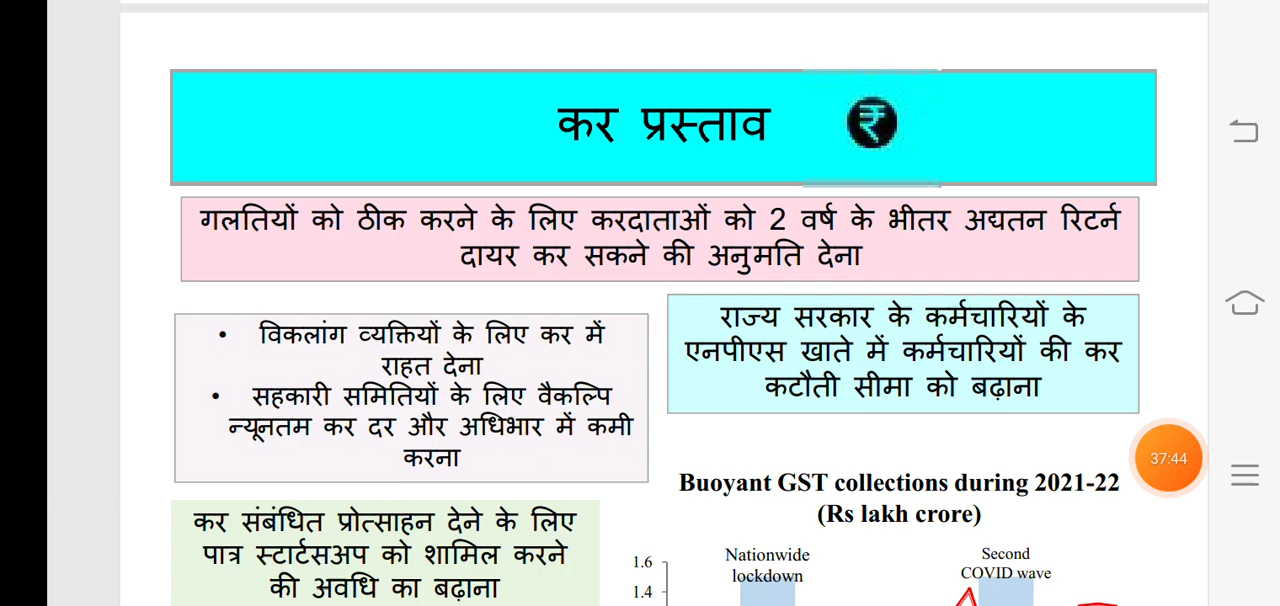 कर प्रस्ताव
गलतियों को ठीक करने के लिए करदाताओं को 2 वर्ष के भीतर अद्यतन रिटर्न
दायर कर सकने की अनुमति देना
• विकलांग व्यक्तियों के लिए कर में
राहत देना
• सहकारी समितियों के लिए वैकल्पि
न्यूनतम कर दर और अधिभार में कमी
करना
राज्य सरकार के कर्मचारियों के
एनपीएस खाते में कर्मचारियों की कर
कटौती सीमा को बढ़ाना
37:44
कर संबंधित प्रोत्साहन देने के लिए
पात्र स्टार्टसअप को शामिल करने
की अवधि का बढ़ाना
Buoyant GST collections during 2021-22
(Rs lakh crore)
Nationwide
lockdown
Second
COVID wave
1.6
1.4